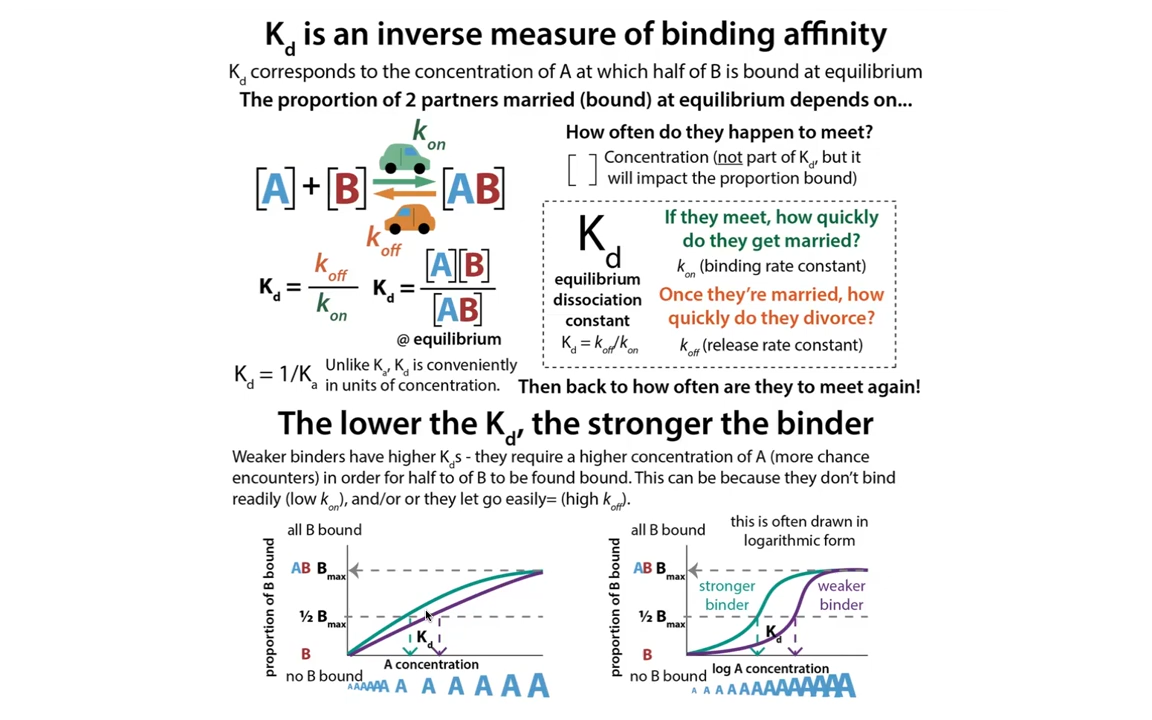 Kd is an inverse measure of binding affinity
Kd corresponds to the concentration of A at which half of B is bound at equilibrium
The proportion of 2 partners married (bound) at equilibrium depends on...
kon
[A] + [B] [AB]
koff
Kd = koff / kon
Kd = [A][B] / [AB]
@ equilibrium
Kd = 1/Ka
Unlike Ka, Kd is conveniently
in units of concentration.
How often do they happen to meet?
[ ] Concentration (not part of Kd, but it
will impact the proportion bound)
Kd
equilibrium
dissociation
constant
Kd = koff/kon
If they meet, how quickly
do they get married?
kon (binding rate constant)
Once they're married, how
quickly do they divorce?
koff (release rate constant)
Then back to how often are they to meet again!
The lower the Kd, the stronger the binder
Weaker binders have higher Kds - they require a higher concentration of A (more chance
encounters) in order for half to of B to be found bound. This can be because they don't bind
readily (low kon), and/or or they let go easily= (high koff).
all B bound
proportion of B bound
AB Bmax
½ Bmax
Kd
B
no B bound
A concentration
AAAAAA A A A A A A
all B bound
this is often drawn in
logarithmic form
proportion of B bound
AB Bmax
stronger
binder
weaker
binder
½ Bmax
Kd
B
no B bound
log A concentration
A A A A A A A A A A A A A A